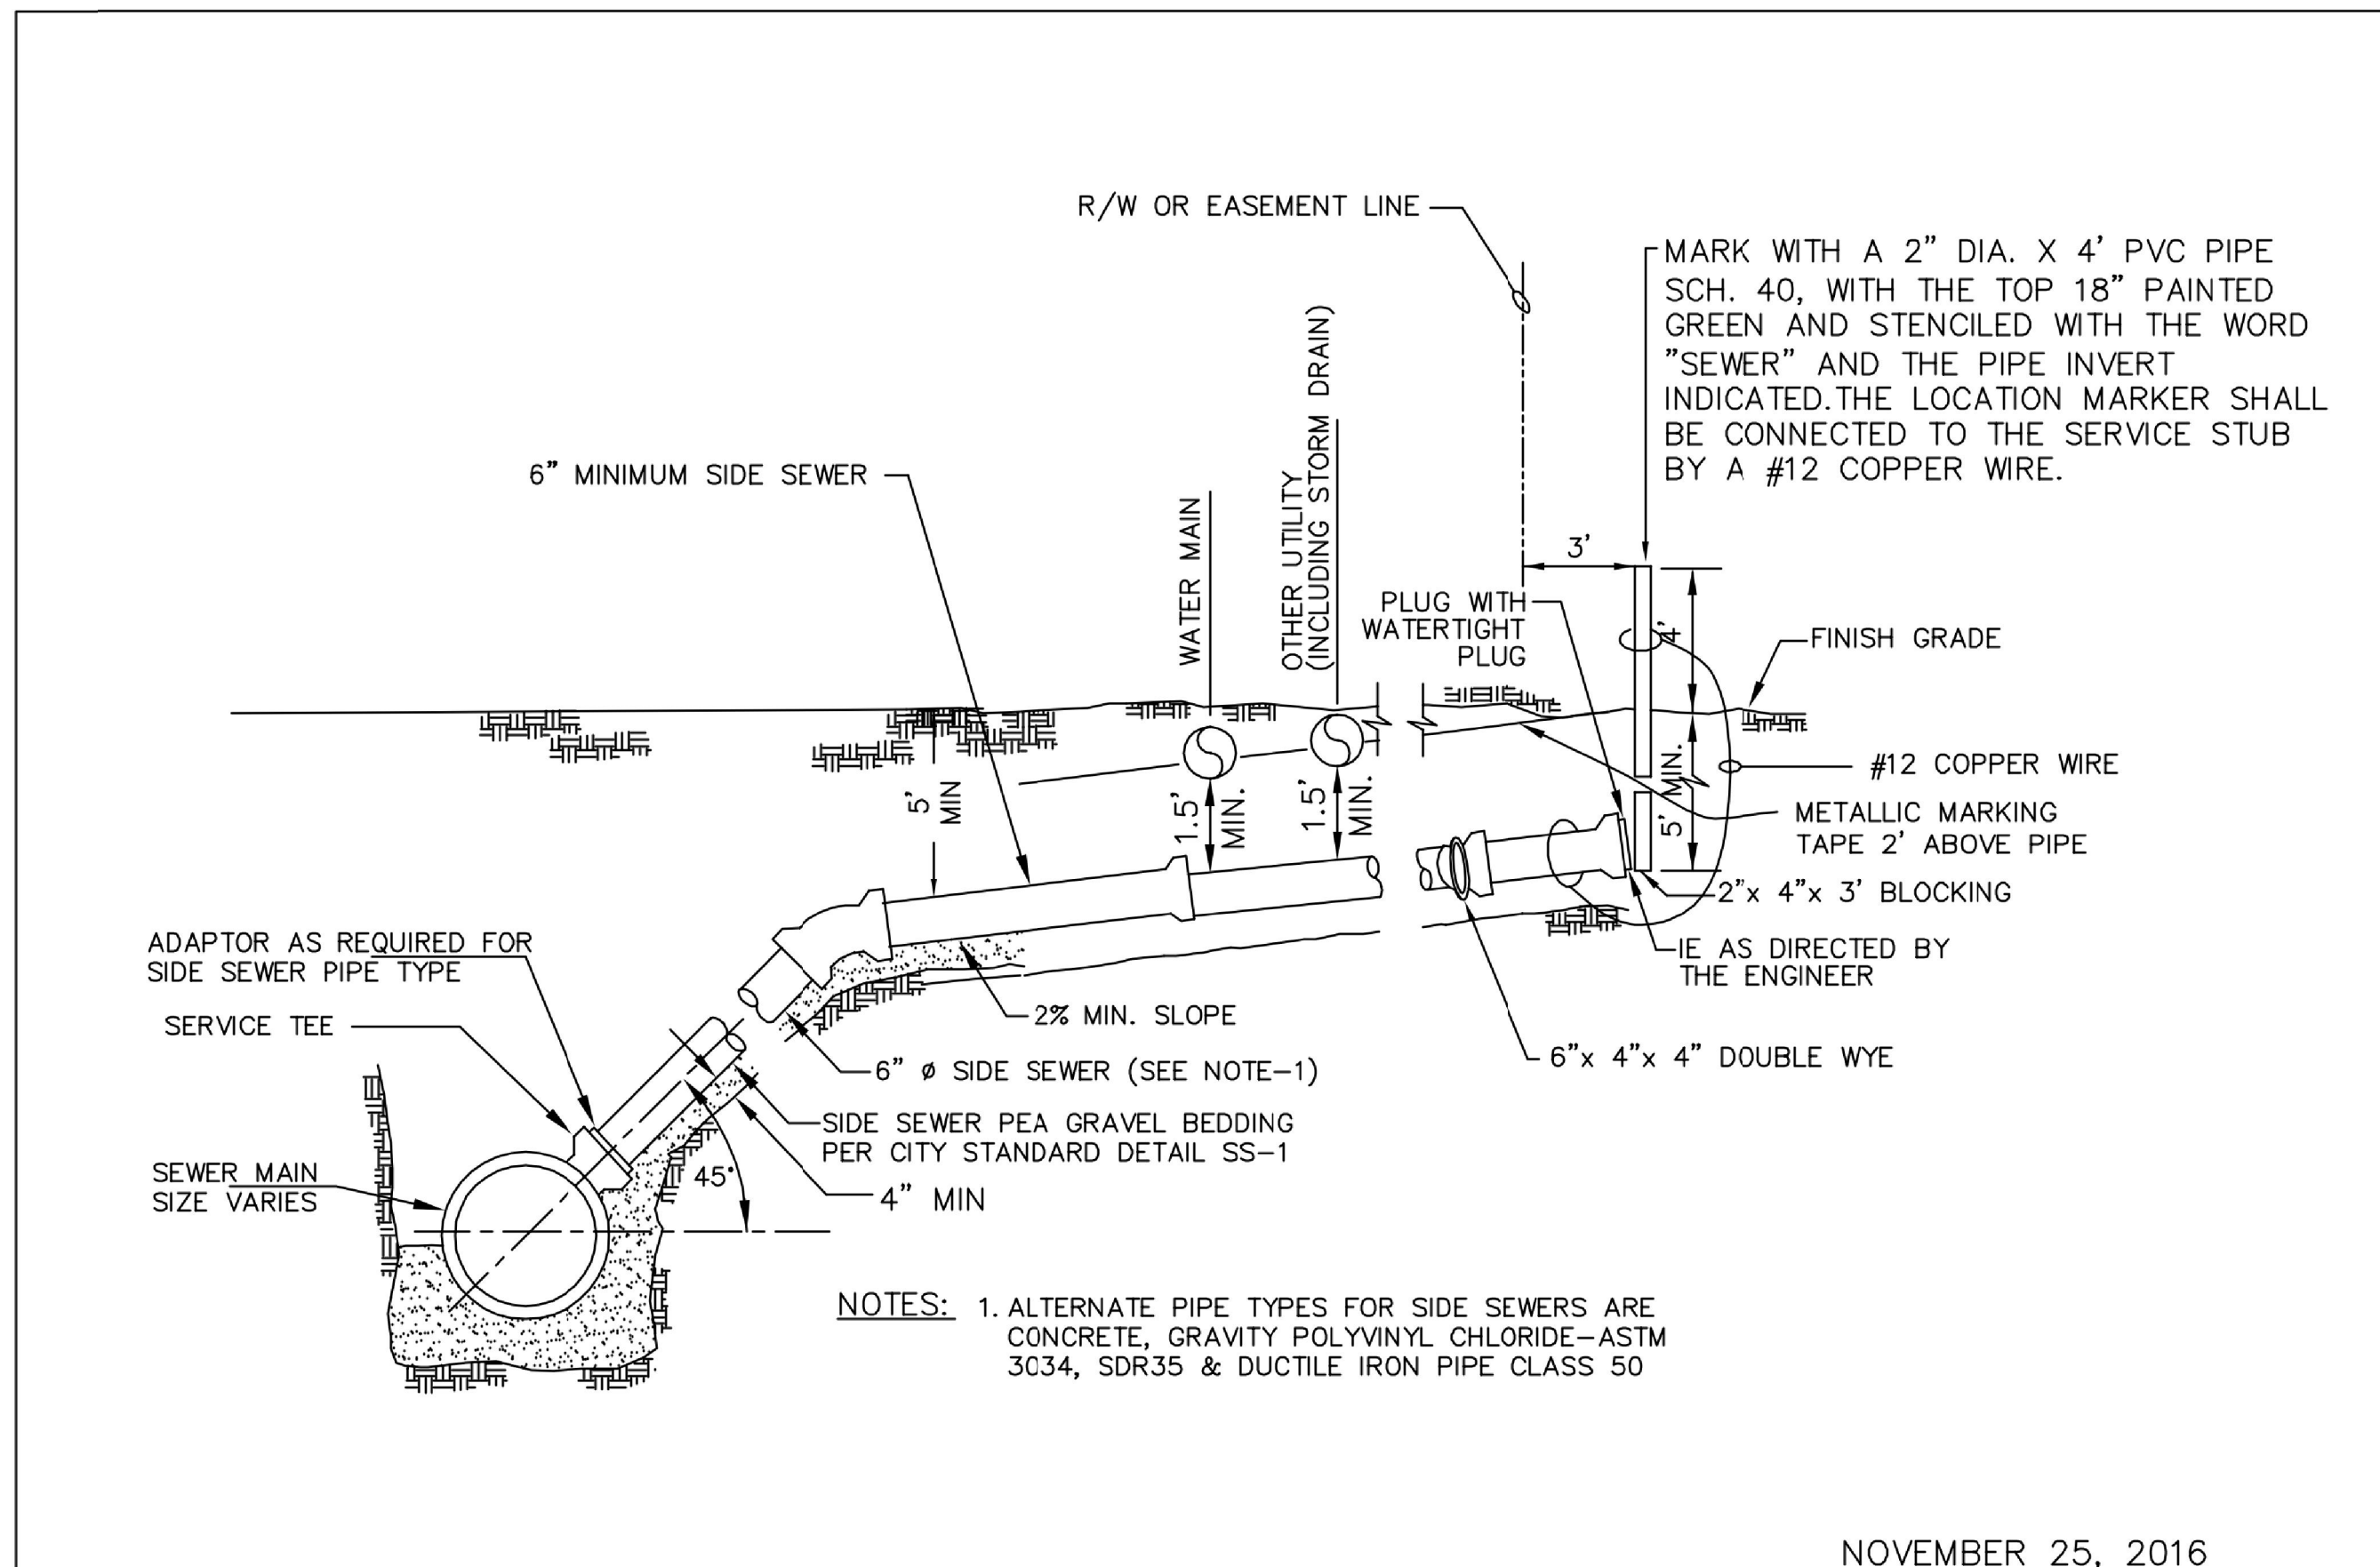 R/W OR EASEMENT LINE
MARK WITH A 2” DIA. X 4’ PVC PIPE
SCH. 40, WITH THE TOP 18” PAINTED
GREEN AND STENCILED WITH THE WORD
”SEWER” AND THE PIPE INVERT
INDICATED.THE LOCATION MARKER SHALL
BE CONNECTED TO THE SERVICE STUB
BY A #12 COPPER WIRE.
6” MINIMUM SIDE SEWER
WATER MAIN
OTHER UTILITY
(INCLUDING STORM DRAIN)
3’
PLUG WITH
WATERTIGHT
PLUG
4’
FINISH GRADE
5’
MIN
1.5’
MIN.
1.5’
MIN.
5’ MIN.
#12 COPPER WIRE
METALLIC MARKING
TAPE 2’ ABOVE PIPE
2”x 4”x 3’ BLOCKING
IE AS DIRECTED BY
THE ENGINEER
ADAPTOR AS REQUIRED FOR
SIDE SEWER PIPE TYPE
SERVICE TEE
2% MIN. SLOPE
6”x 4”x 4” DOUBLE WYE
6” ø SIDE SEWER (SEE NOTE–1)
SIDE SEWER PEA GRAVEL BEDDING
PER CITY STANDARD DETAIL SS–1
SEWER MAIN
SIZE VARIES
45°
4” MIN
NOTES: 1. ALTERNATE PIPE TYPES FOR SIDE SEWERS ARE
CONCRETE, GRAVITY POLYVINYL CHLORIDE–ASTM
3034, SDR35 & DUCTILE IRON PIPE CLASS 50
NOVEMBER 25, 2016